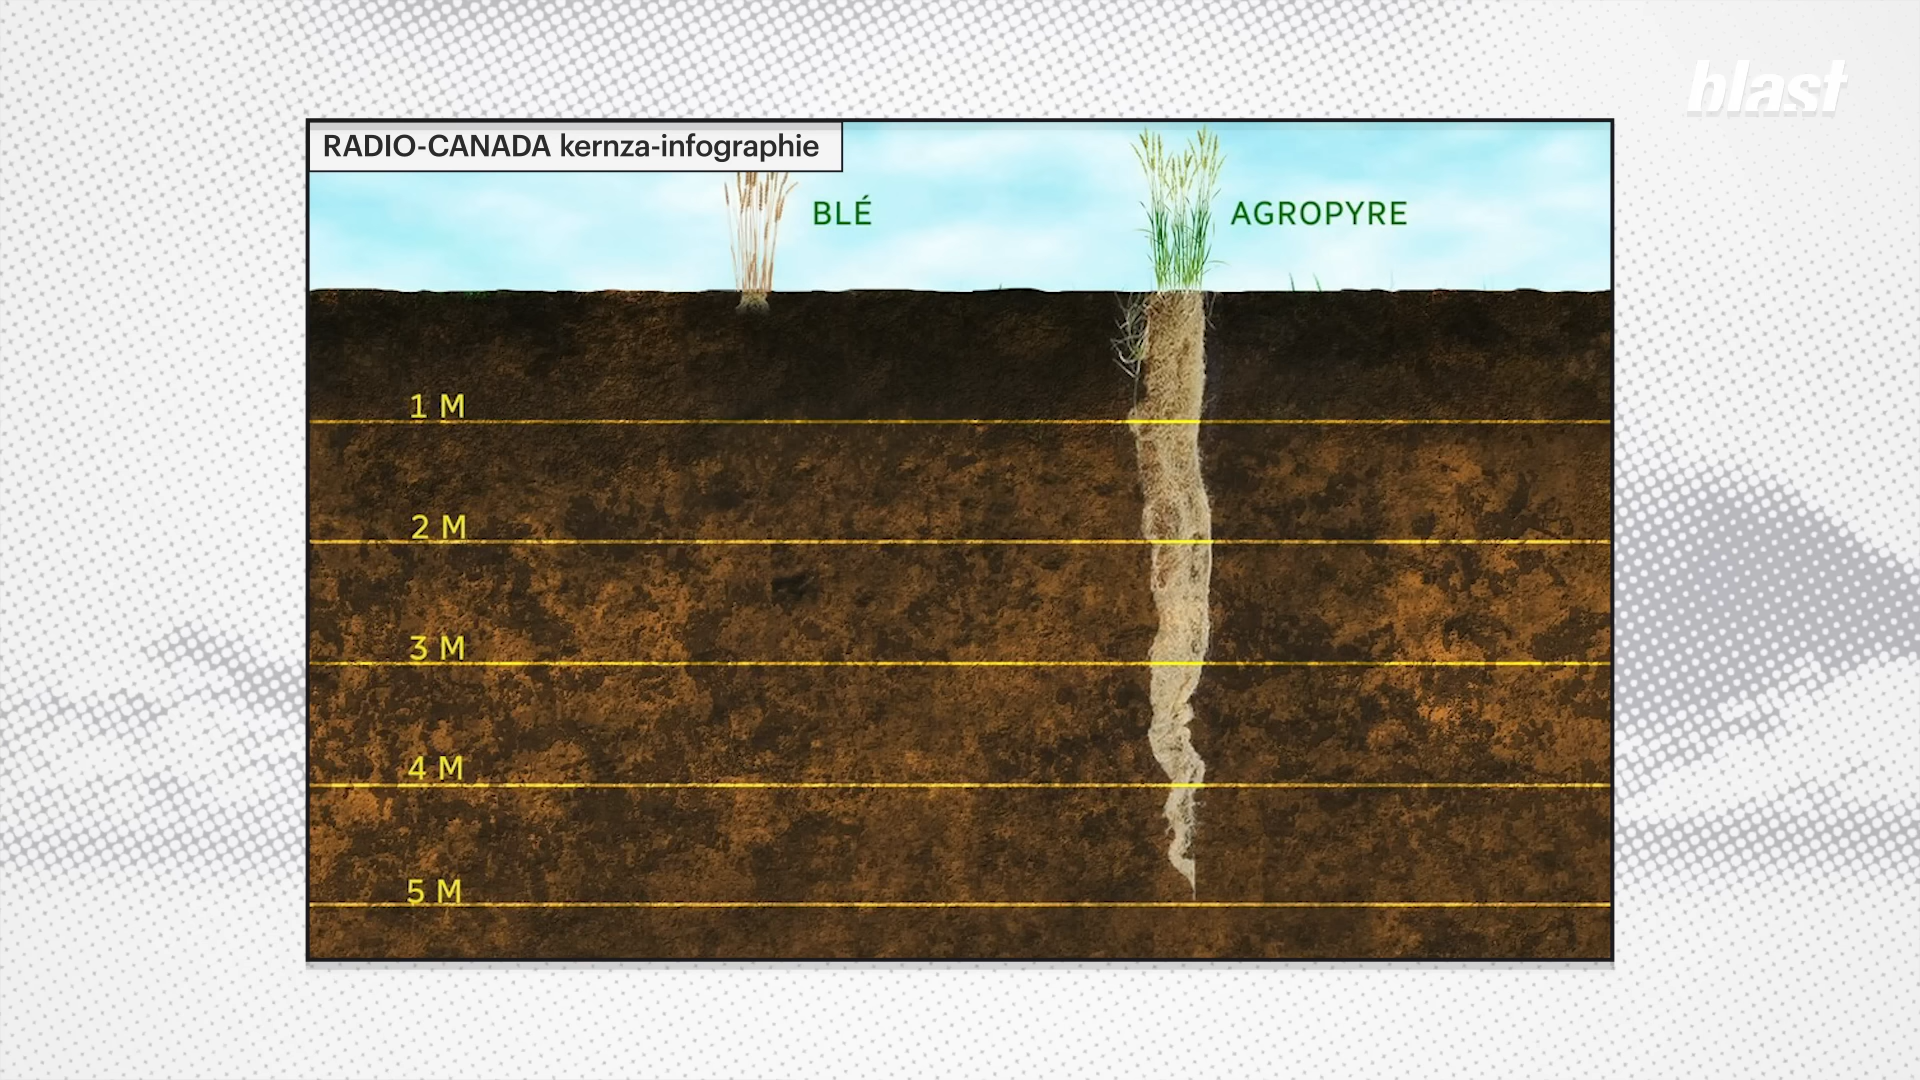 blast
RADIO-CANADA kernza-infographie
BLÉ
AGROPYRE
1 M
2 M
3 M
4 M
5 M